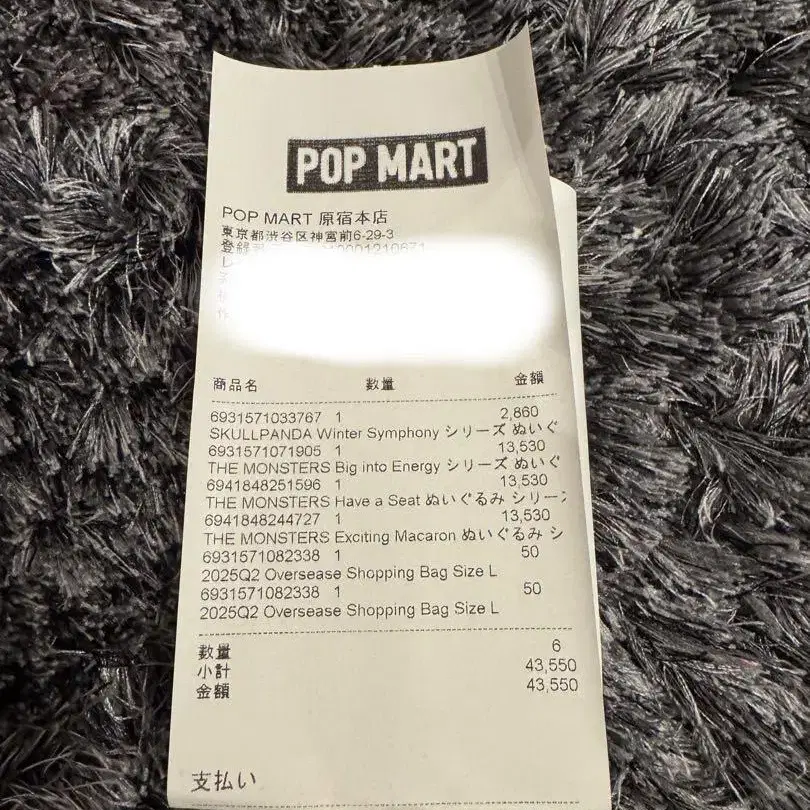 POP MART
POP MART 原宿本店
東京都渋谷区神宮前6-29-3
登録
商品名 数量 金額
6931571033767 1 2,860
SKULLPANDA Winter Symphony シリーズ ぬいぐ
6931571071905 1 13,530
THE MONSTERS Big into Energy シリーズ ぬいぐ
6941848251596 1 13,530
THE MONSTERS Have a Seat ぬいぐるみ シリーズ
6941848244727 1 13,530
THE MONSTERS Exciting Macaron ぬいぐるみ シ
6931571082338 1 50
2025Q2 Oversease Shopping Bag Size L
6931571082338 1 50
2025Q2 Oversease Shopping Bag Size L
数量 6
小計 43,550
金額 43,550
支払い